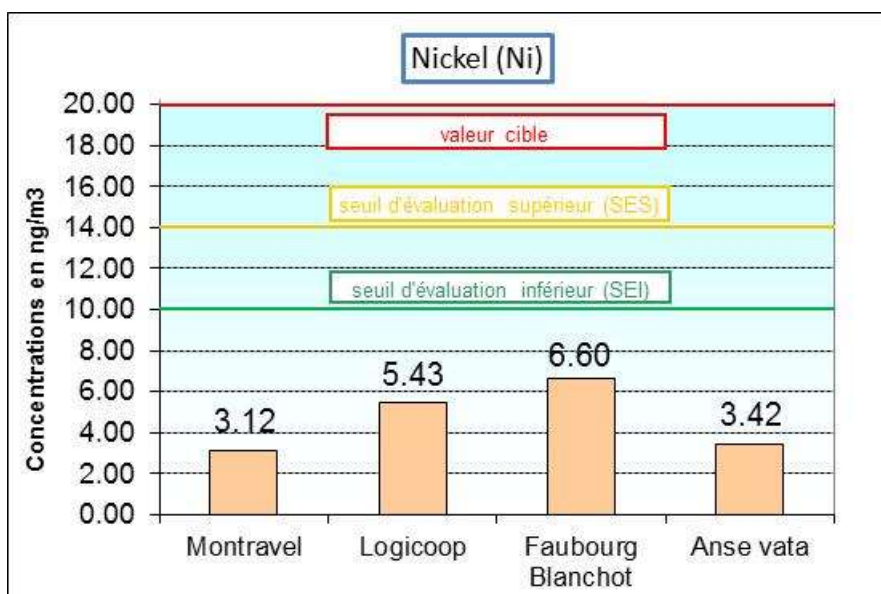 Nickel (Ni)
Concentrations en ng/m3
20.00
18.00
16.00
14.00
12.00
10.00
8.00
6.00
4.00
2.00
0.00
valeur cible
seuil d'évaluation supérieur (SES)
seuil d'évaluation inférieur (SEI)
3.12
5.43
6.60
3.42
Montravel
Logicoop
Faubourg
Blanchot
Anse vata